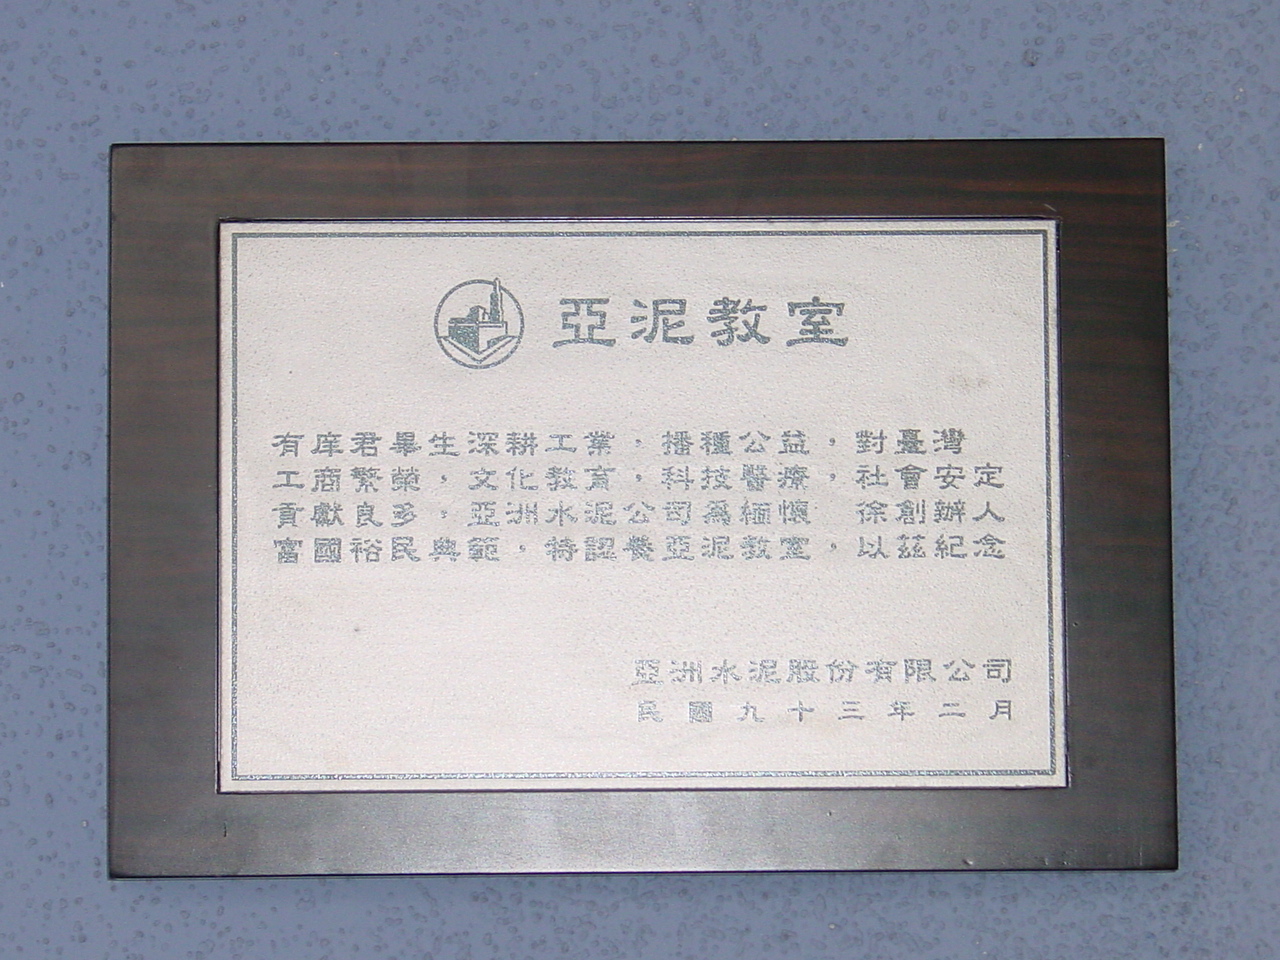 亞泥教室
有庠君畢生深耕工業，播種公益，對臺灣
工商繁榮，文化教育，科技醫療，社會安定
貢獻良多，亞洲水泥公司為緬懷　徐創辦人
富國裕民典範，特認養亞泥教室，以茲紀念
亞洲水泥股份有限公司
民國九十三年二月